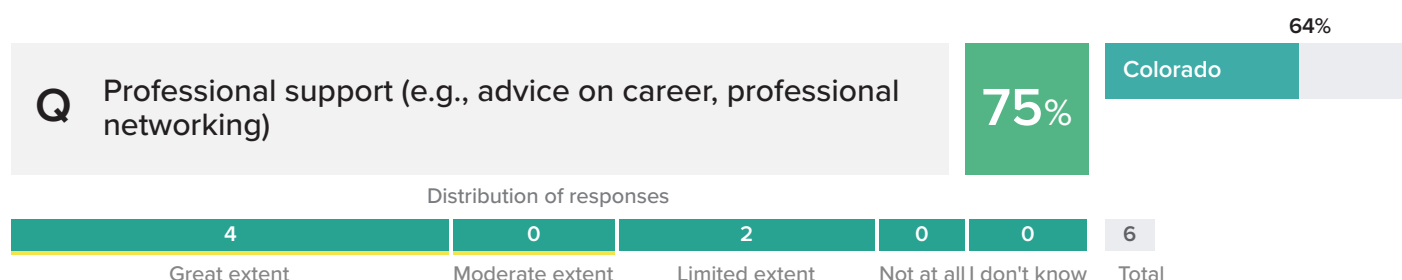 64%
Q
Professional support (e.g., advice on career, professional
networking)
75%
Colorado
Distribution of responses
4 0 2 0 0 6
Great extent Moderate extent Limited extent Not at all I don't know Total